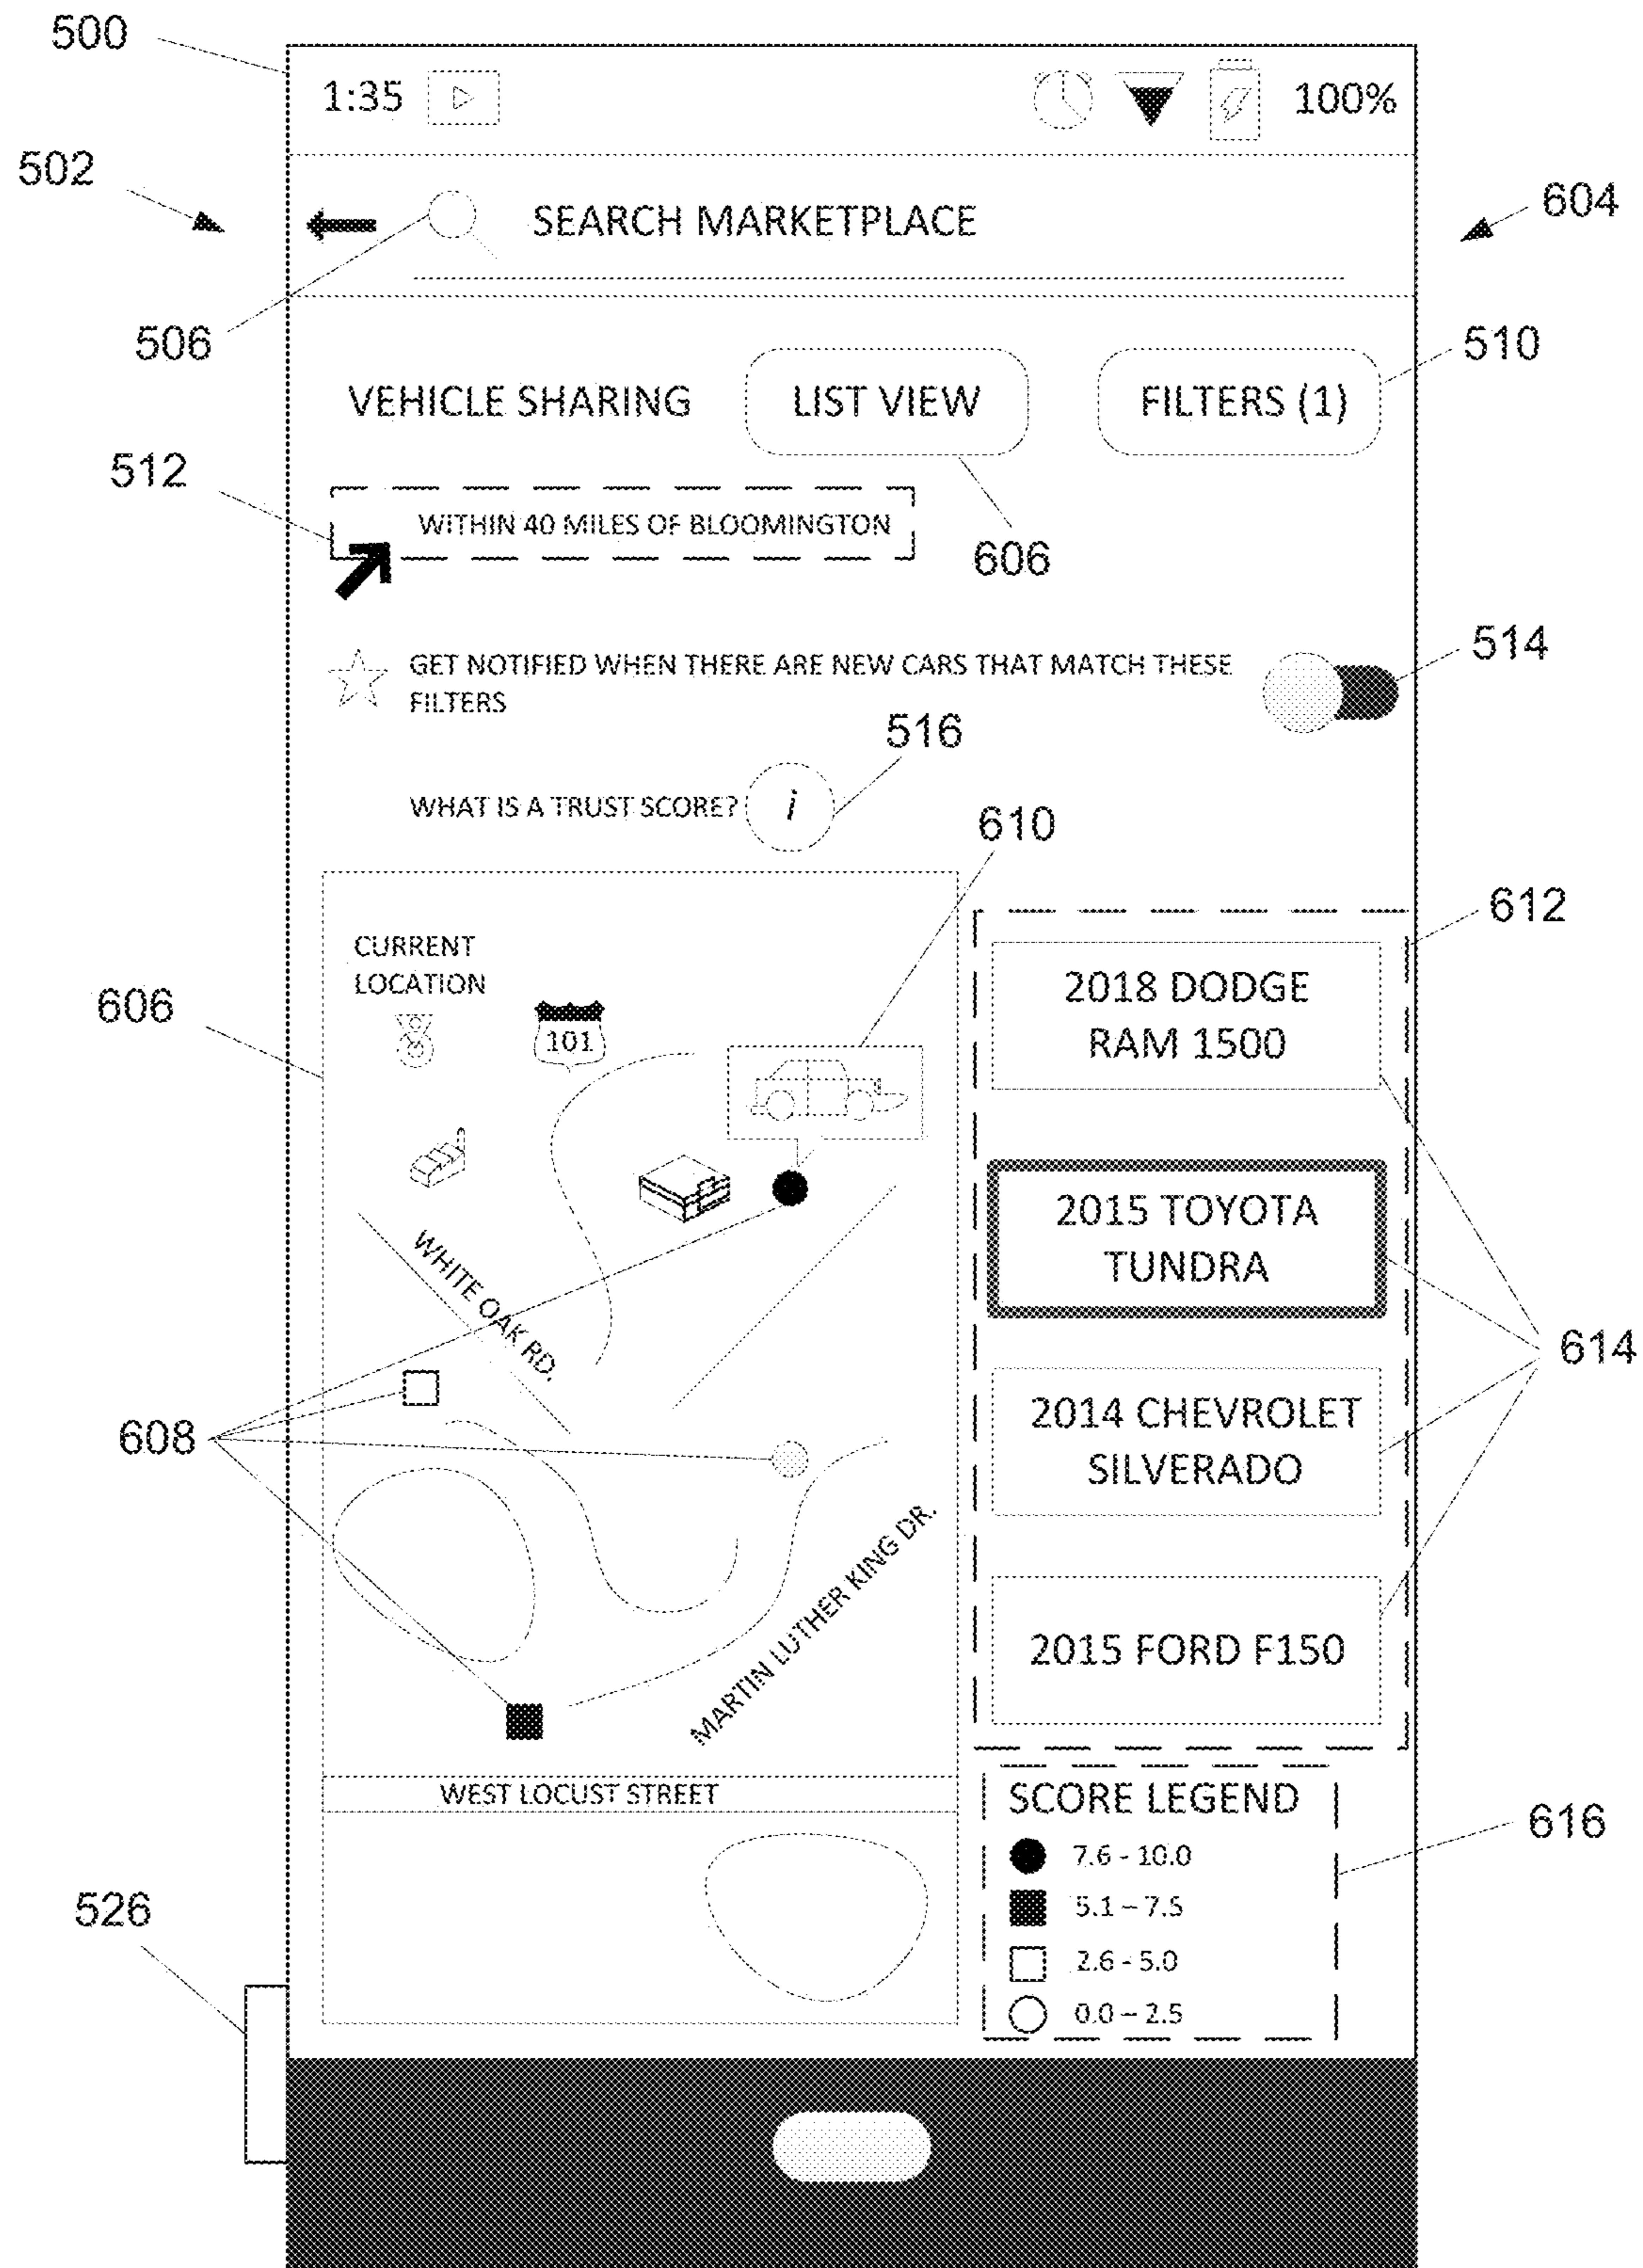 500
1:35
100%
502
604
SEARCH MARKETPLACE
506
510
VEHICLE SHARING
LIST VIEW
FILTERS (1)
512
WITHIN 40 MILES OF BLOOMINGTON
606
514
GET NOTIFIED WHEN THERE ARE NEW CARS THAT MATCH THESE
FILTERS
516
WHAT IS A TRUST SCORE?
i
610
612
CURRENT
LOCATION
606
101
2018 DODGE
RAM 1500
2015 TOYOTA
TUNDRA
WHITE OAK RD.
614
608
2014 CHEVROLET
SILVERADO
MARTIN LUTHER KING DR.
2015 FORD F150
WEST LOCUST STREET
SCORE LEGEND
616
7.6 - 10.0
5.1 – 7.5
2.6 - 5.0
0.0 – 2.5
526